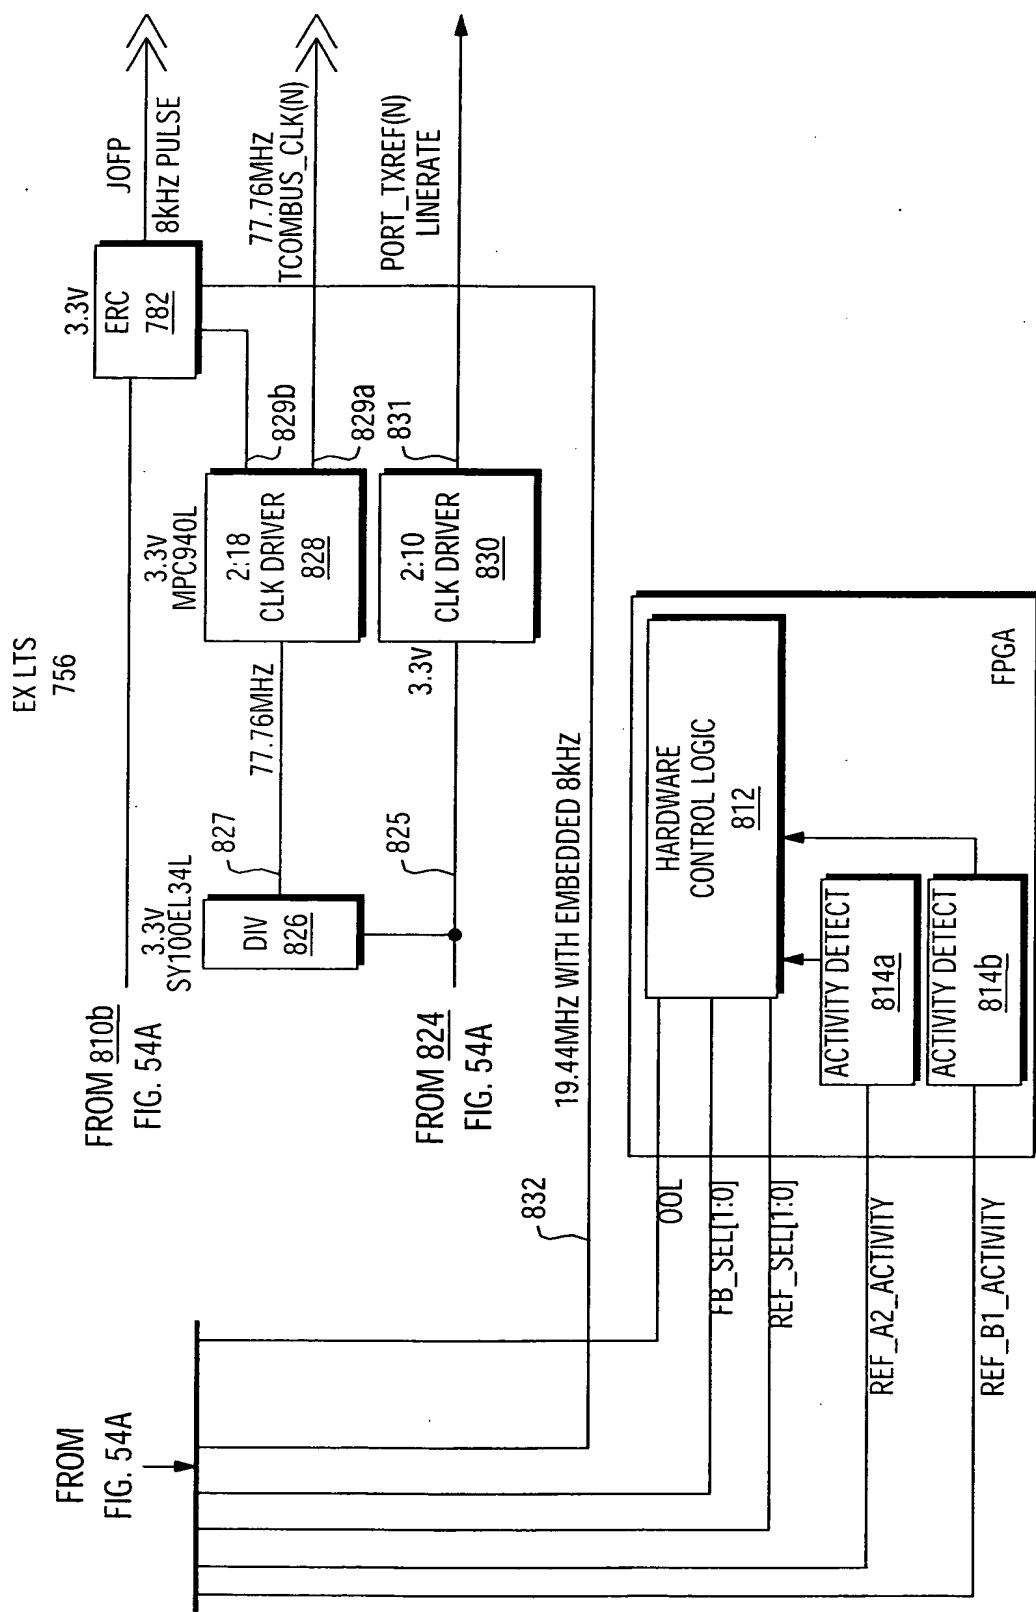 EX LTS
756
FROM 810b
FIG. 54A
3.3V
ERC
782
JOFP
8kHZ PULSE
3.3V
SY100EL34L
DIV
826
827
77.76MHZ
3.3V
MPC940L
2:18
CLK DRIVER
828
829b
829a
77.76MHZ
TCOMBUS_CLK(N)
FROM 824
FIG. 54A
825
3.3V
2:10
CLK DRIVER
830
831
PORT_TXREF(N)
LINERATE
FROM
FIG. 54A
832
19.44MHZ WITH EMBEDDED 8KHZ
OOL
FB_SEL[1:0]
REF_SEL[1:0]
REF_A2_ACTIVITY
REF_B1_ACTIVITY
HARDWARE
CONTROL LOGIC
812
ACTIVITY DETECT
814a
ACTIVITY DETECT
814b
FPGA